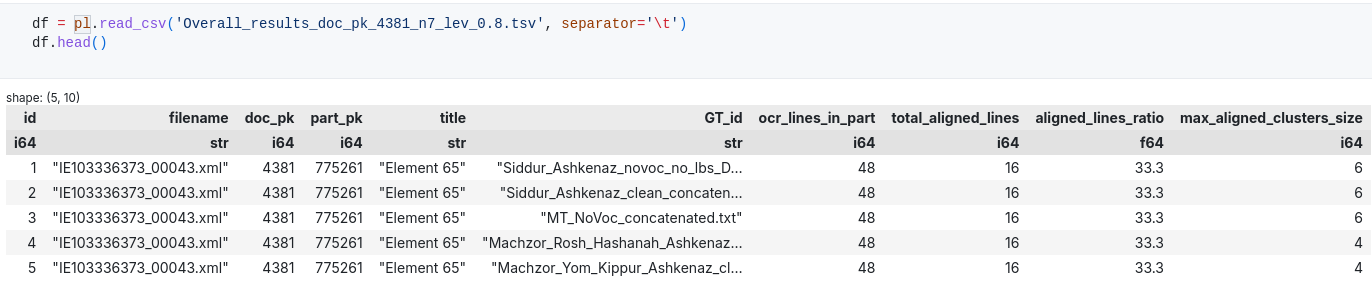 df = pl.read_csv('Overall_results_doc_pk_4381_n7_lev_0.8.tsv', separator='\t')
df.head()
shape: (5, 10)
id filename doc_pk part_pk title GT_id ocr_lines_in_part total_aligned_lines aligned_lines_ratio max_aligned_clusters_size
i64 str i64 i64 str str i64 i64 f64 i64
1 "IE103336373_00043.xml" 4381 775261 "Element 65" "Siddur_Ashkenaz_novoc_no_lbs_D… 48 16 33.3 6
2 "IE103336373_00043.xml" 4381 775261 "Element 65" "Siddur_Ashkenaz_clean_concaten… 48 16 33.3 6
3 "IE103336373_00043.xml" 4381 775261 "Element 65" "MT_NoVoc_concatenated.txt" 48 16 33.3 6
4 "IE103336373_00043.xml" 4381 775261 "Element 65" "Machzor_Rosh_Hashanah_Ashkenaz… 48 16 33.3 4
5 "IE103336373_00043.xml" 4381 775261 "Element 65" "Machzor_Yom_Kippur_Ashkenaz_cl… 48 16 33.3 4